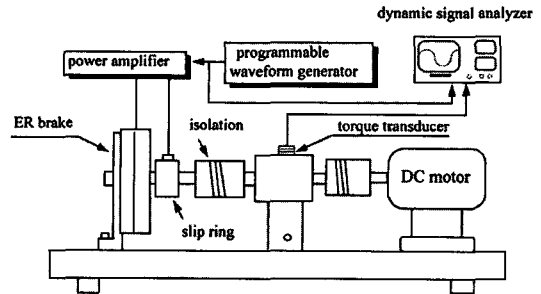 dynamic signal analyzer
power amplifier
programmable
waveform generator
ER brake
isolation
torque transducer
DC motor
slip ring